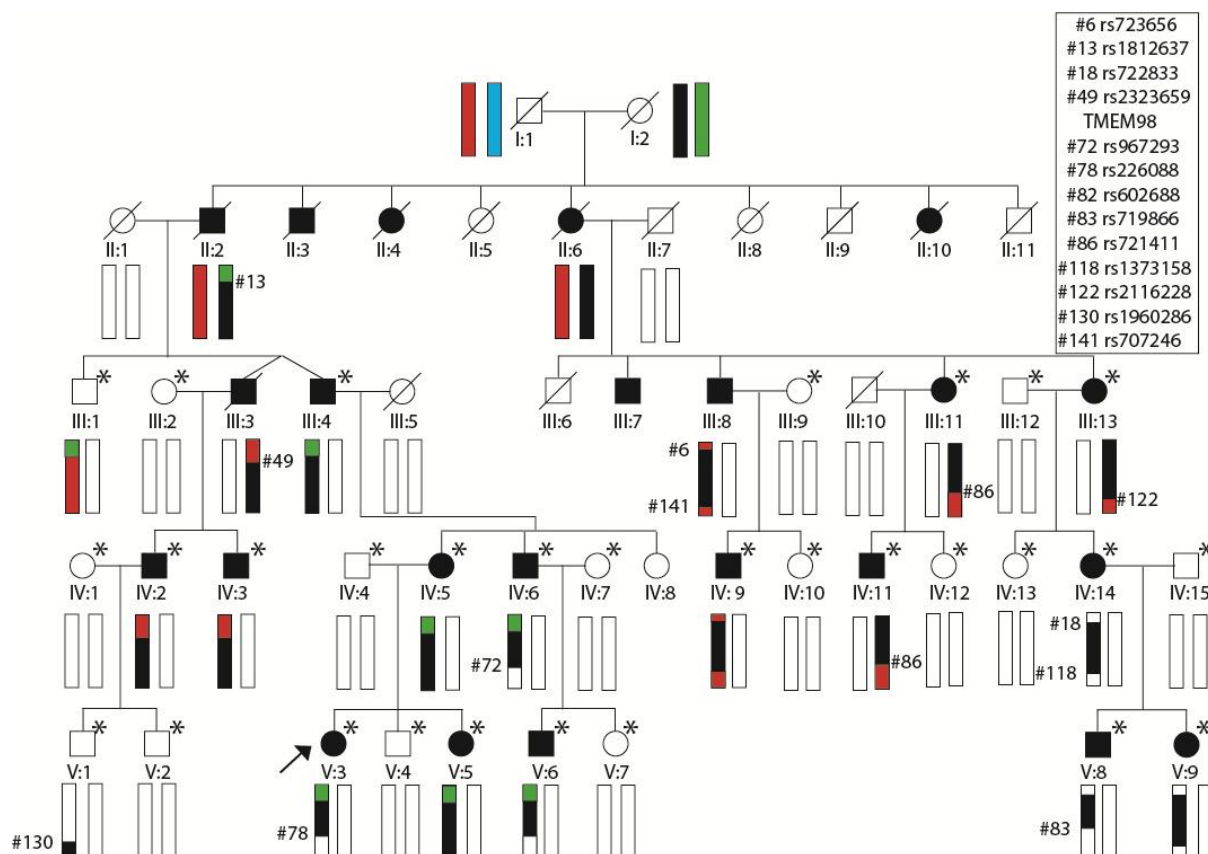 #6 rs723656
#13 rs1812637
#18 rs722833
#49 rs2323659
TMEM98
#72 rs967293
#78 rs226088
#82 rs602688
#83 rs719866
#86 rs721411
#118 rs1373158
#122 rs2116228
#130 rs1960286
#141 rs707246
I:1 I:2
II:1 II:2 II:3 II:4 II:5 II:6 II:7 II:8 II:9 II:10 II:11
#13
* * * * * * * *
III:1 III:2 III:3 III:4 III:5 III:6 III:7 III:8 III:9 III:10 III:11 III:12 III:13
#49 #6
#141 #86 #122
* * * * * * * * * * * * * * *
IV:1 IV:2 IV:3 IV:4 IV:5 IV:6 IV:7 IV:8 IV: 9 IV:10 IV:11 IV:12 IV:13 IV:14 IV:15
#18
#72 #86 #118
* * * * * * * * *
V:1 V:2 V:3 V:4 V:5 V:6 V:7 V:8 V:9
#130 #78 #83